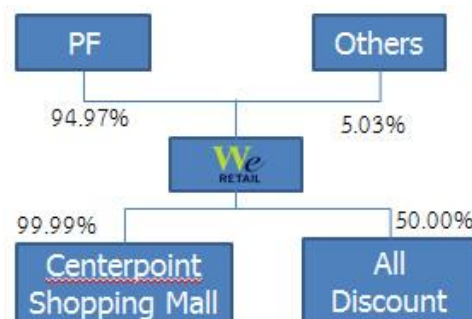 PF
Others
94.97%
5.03%
We
RETAIL
99.99%
50.00%
Centerpoint
Shopping Mall
All
Discount